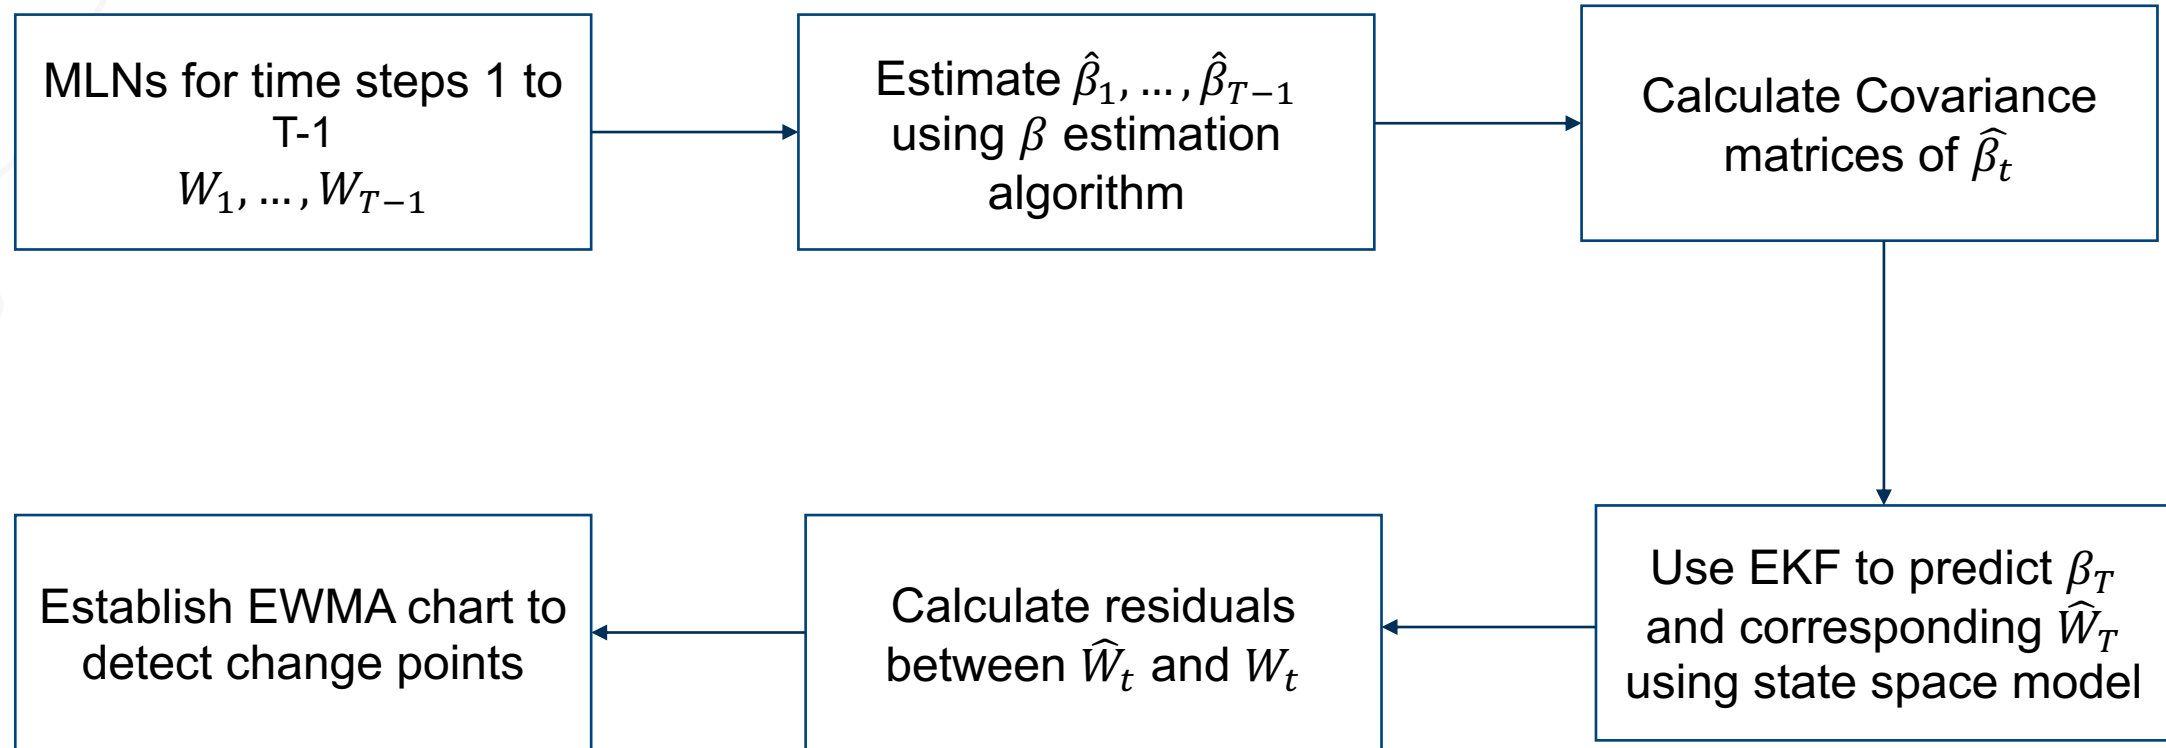 MLNs for time steps 1 to
T-1
𝑊₁, … , 𝑊_{𝑇−1}
Estimate 𝛽̂₁, … , 𝛽̂_{𝑇−1}
using 𝛽 estimation
algorithm
Calculate Covariance
matrices of 𝛽̂_𝑡
Use EKF to predict 𝛽_𝑇
and corresponding 𝑊̂_𝑇
using state space model
Calculate residuals
between 𝑊̂_𝑡 and 𝑊_𝑡
Establish EWMA chart to
detect change points